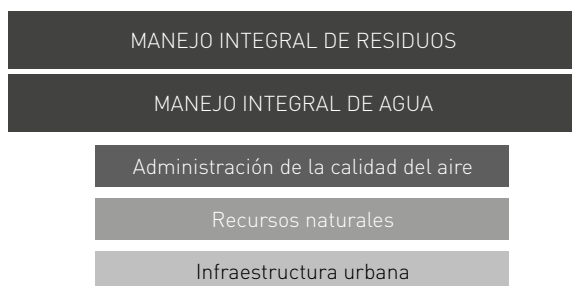 MANEJO INTEGRAL DE RESIDUOS
MANEJO INTEGRAL DE AGUA
Administración de la calidad del aire
Recursos naturales
Infraestructura urbana